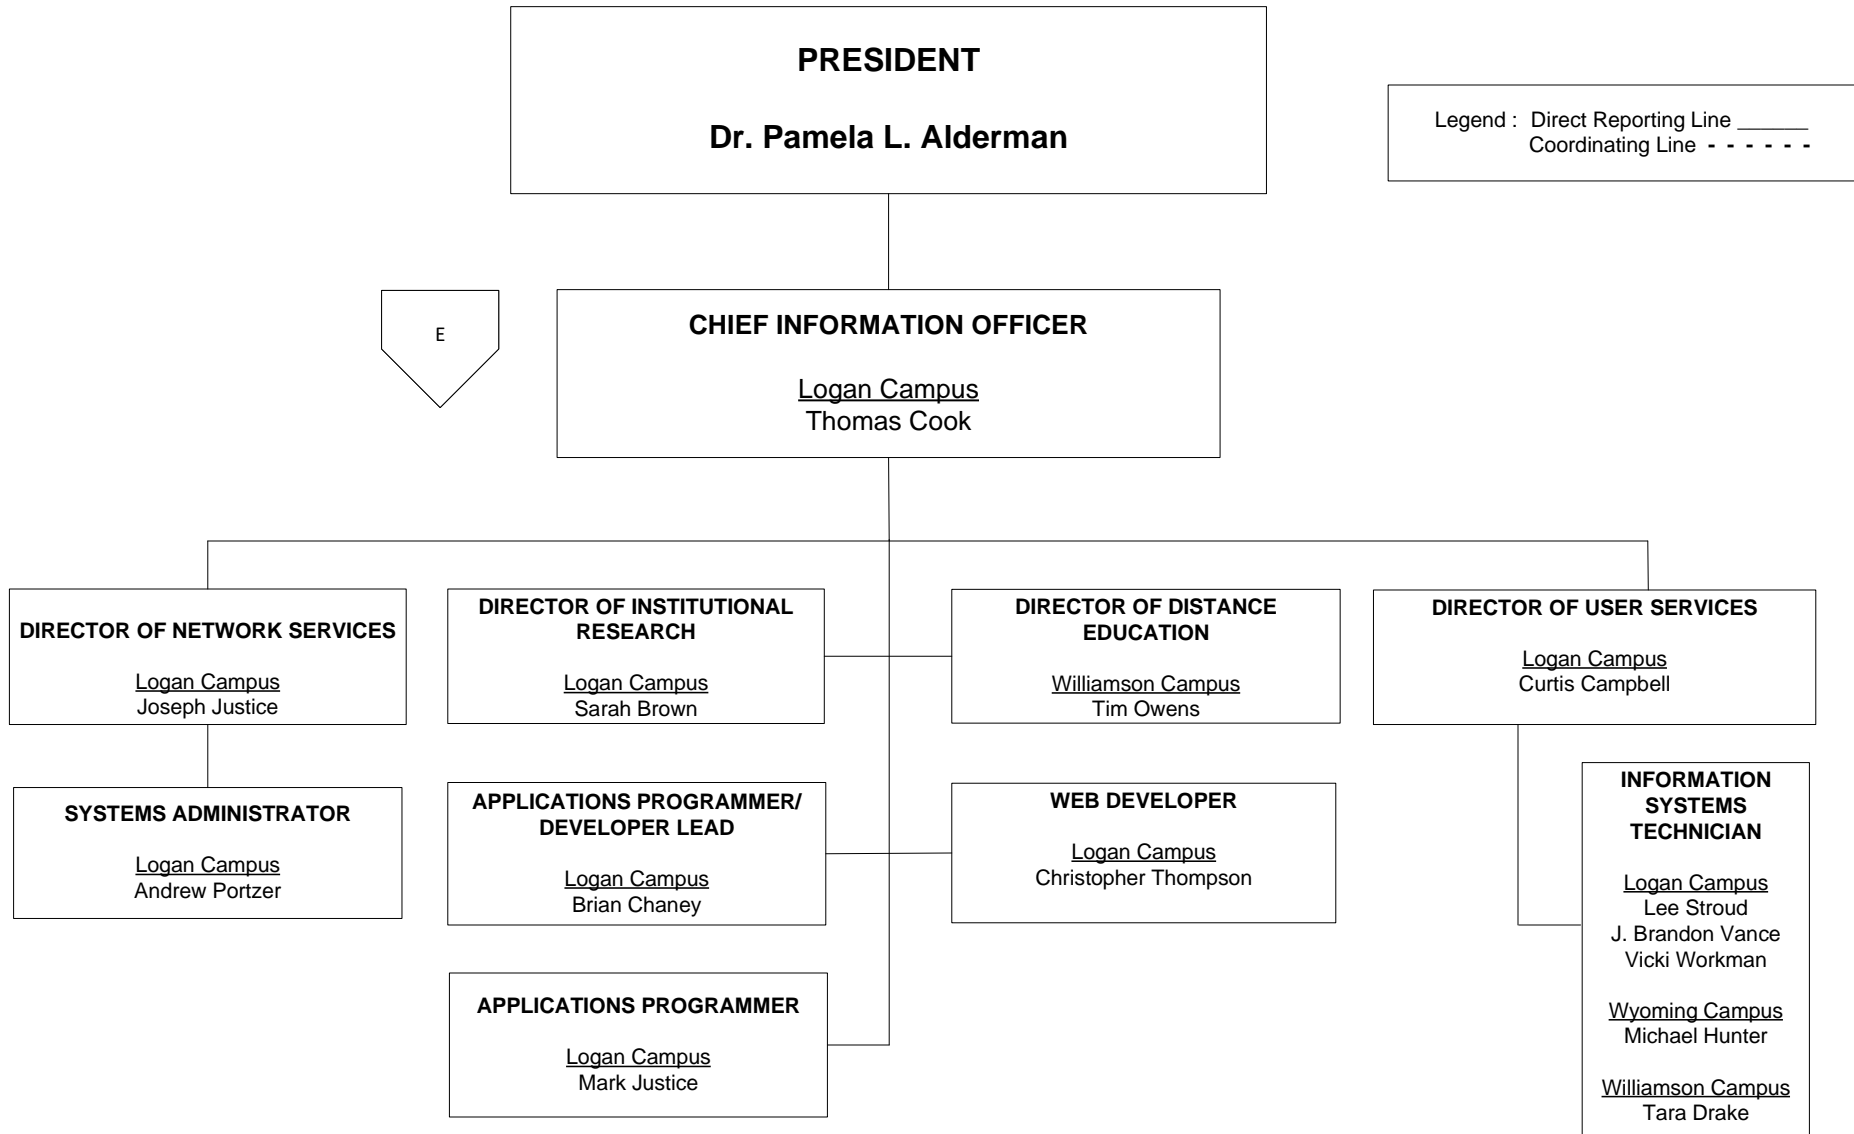 PRESIDENT
Dr. Pamela L. Alderman
Legend : Direct Reporting Line ______
Coordinating Line - - - - - -
E
CHIEF INFORMATION OFFICER
Logan Campus
Thomas Cook
DIRECTOR OF NETWORK SERVICES
Logan Campus
Joseph Justice
DIRECTOR OF INSTITUTIONAL
RESEARCH
Logan Campus
Sarah Brown
DIRECTOR OF DISTANCE
EDUCATION
Williamson Campus
Tim Owens
DIRECTOR OF USER SERVICES
Logan Campus
Curtis Campbell
SYSTEMS ADMINISTRATOR
Logan Campus
Andrew Portzer
APPLICATIONS PROGRAMMER/
DEVELOPER LEAD
Logan Campus
Brian Chaney
WEB DEVELOPER
Logan Campus
Christopher Thompson
INFORMATION
SYSTEMS
TECHNICIAN
Logan Campus
Lee Stroud
J. Brandon Vance
Vicki Workman
Wyoming Campus
Michael Hunter
Williamson Campus
Tara Drake
APPLICATIONS PROGRAMMER
Logan Campus
Mark Justice